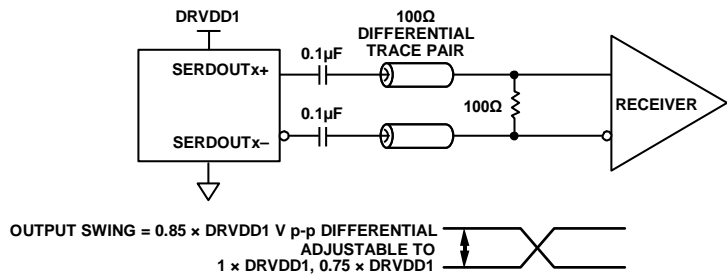 DRVDD1
100Ω
DIFFERENTIAL
TRACE PAIR
0.1µF
SERDOUTx+
0.1µF
100Ω
RECEIVER
SERDOUTx–
OUTPUT SWING = 0.85 × DRVDD1 V p-p DIFFERENTIAL
ADJUSTABLE TO
1 × DRVDD1, 0.75 × DRVDD1